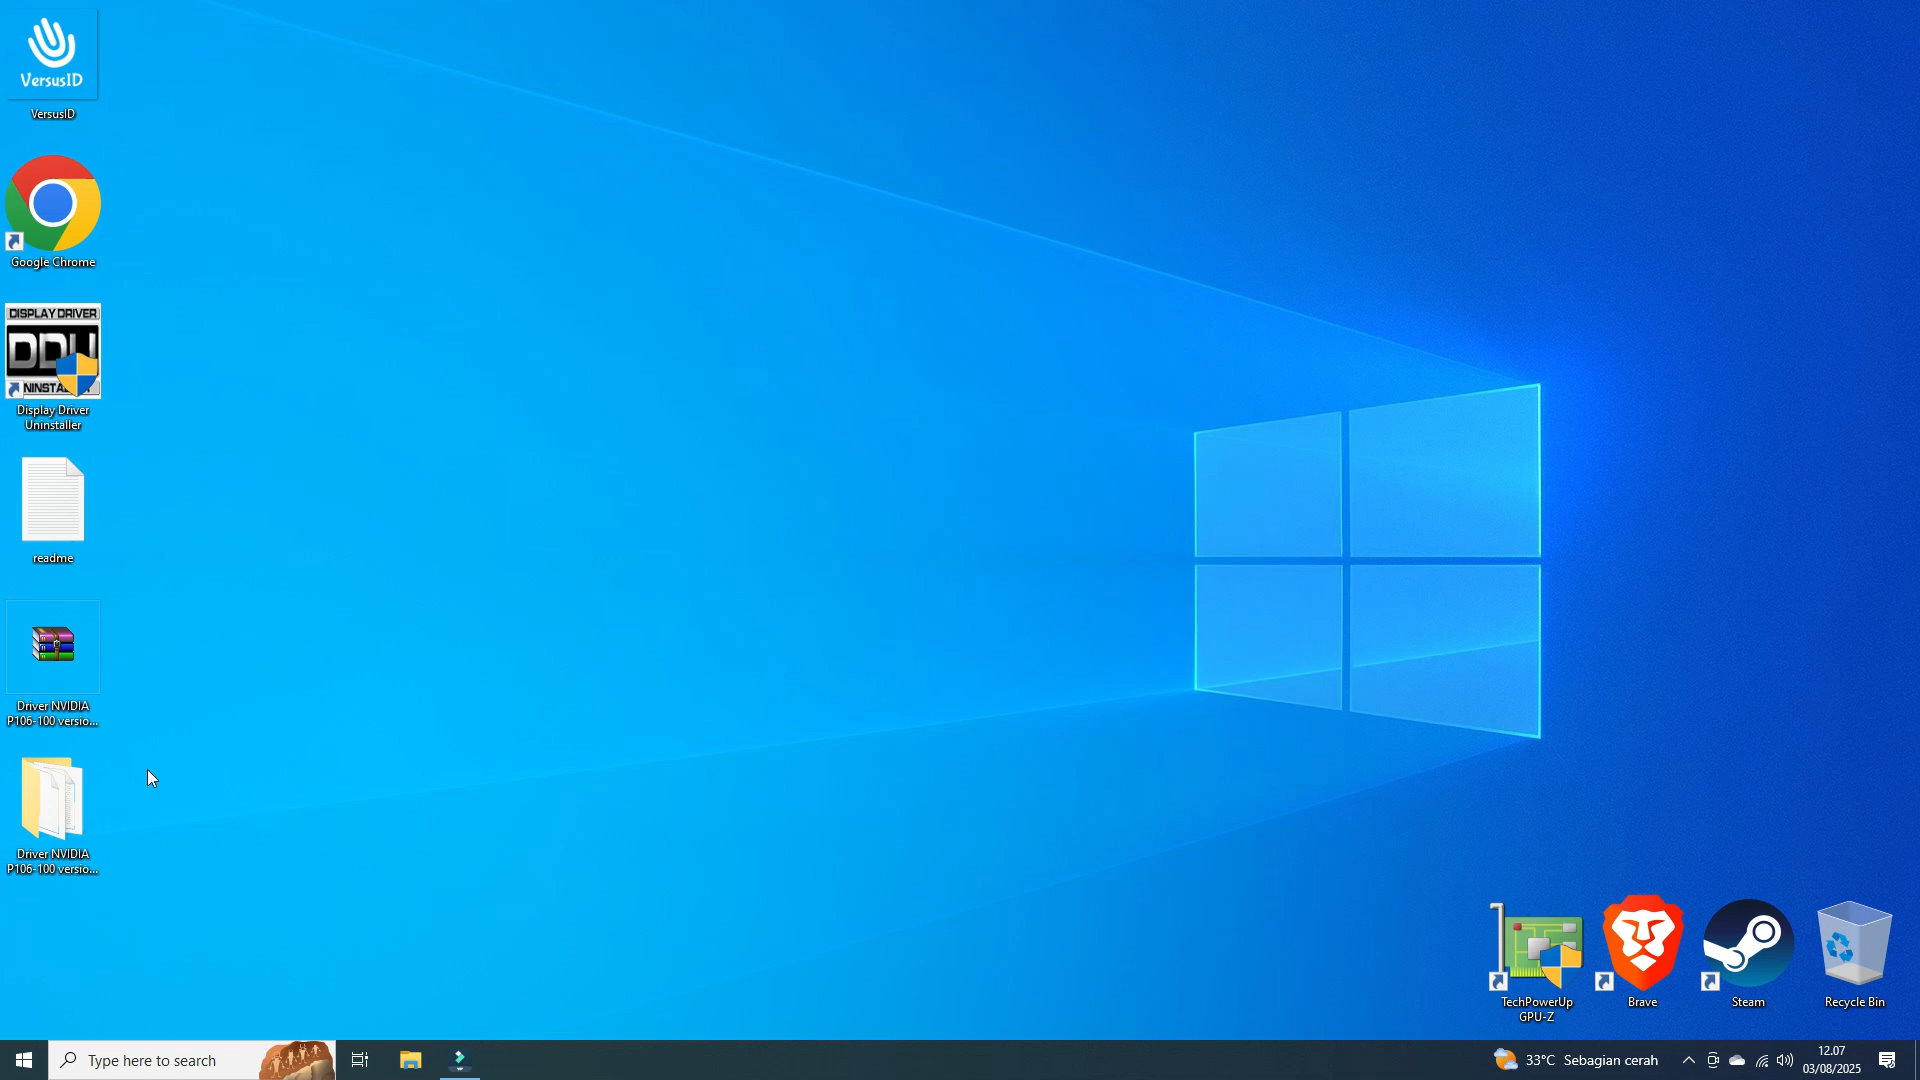 VersusID
VersusID
Google Chrome
DISPLAY DRIVER
DDU
Display Driver
Uninstaller
readme
Driver NVIDIA
P106-100 versio...
Driver NVIDIA
P106-100 versio...
TechPowerUp
GPU-Z
Brave
Steam
Recycle Bin
Type here to search
33°C Sebagian cerah
12.07
03/08/2025